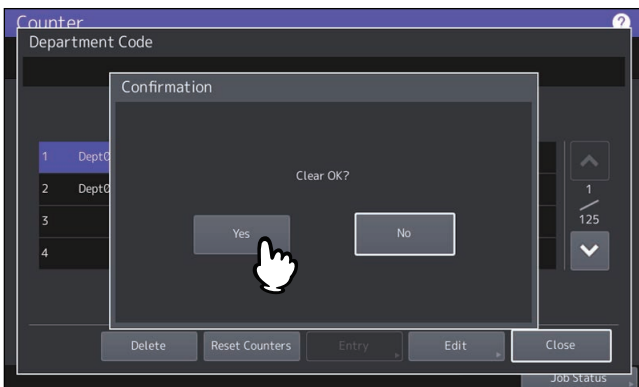 Counter
?
Department Code
Confirmation
Clear OK?
Yes
No
1 Dept0
2 Dept0
3
4
1
125
Delete
Reset Counters
Entry
Edit
Close
Job Status